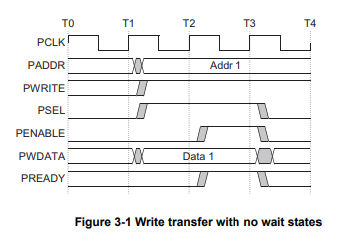 T0 T1 T2 T3 T4
PCLK
PADDR Addr 1
PWRITE
PSEL
PENABLE
PWDATA Data 1
PREADY
Figure 3-1 Write transfer with no wait states